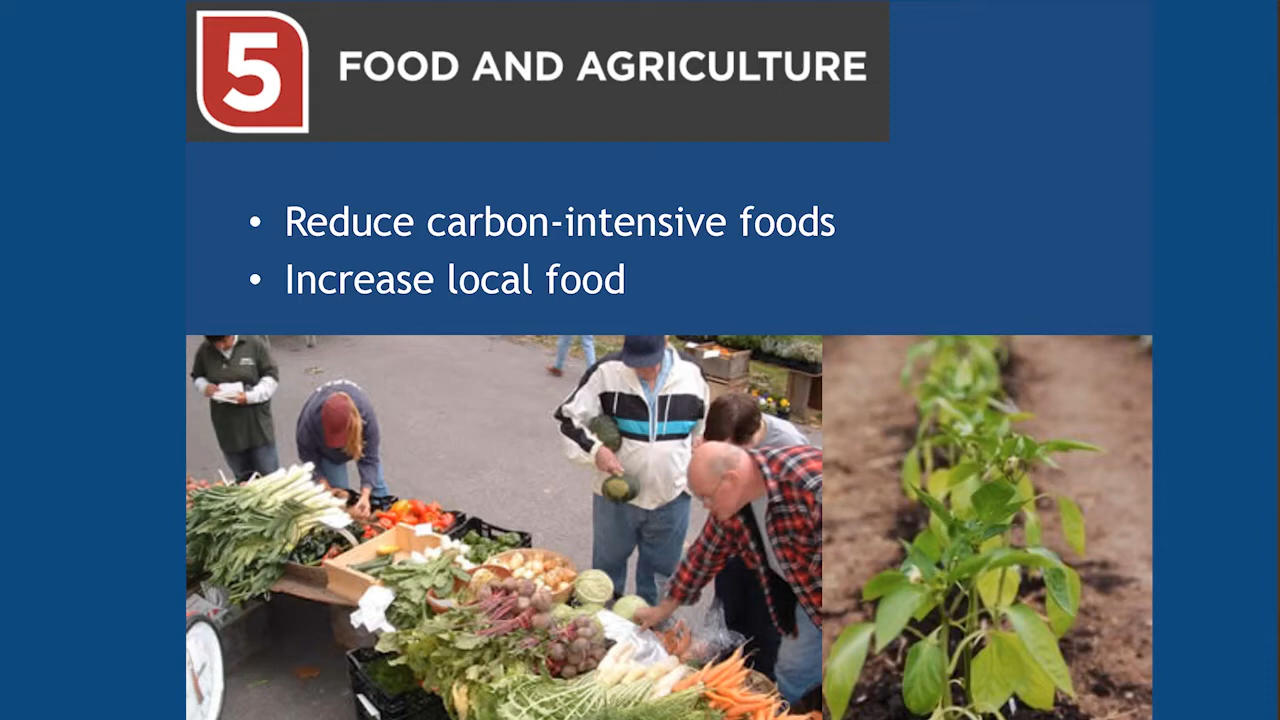 5
FOOD AND AGRICULTURE
• Reduce carbon-intensive foods
• Increase local food